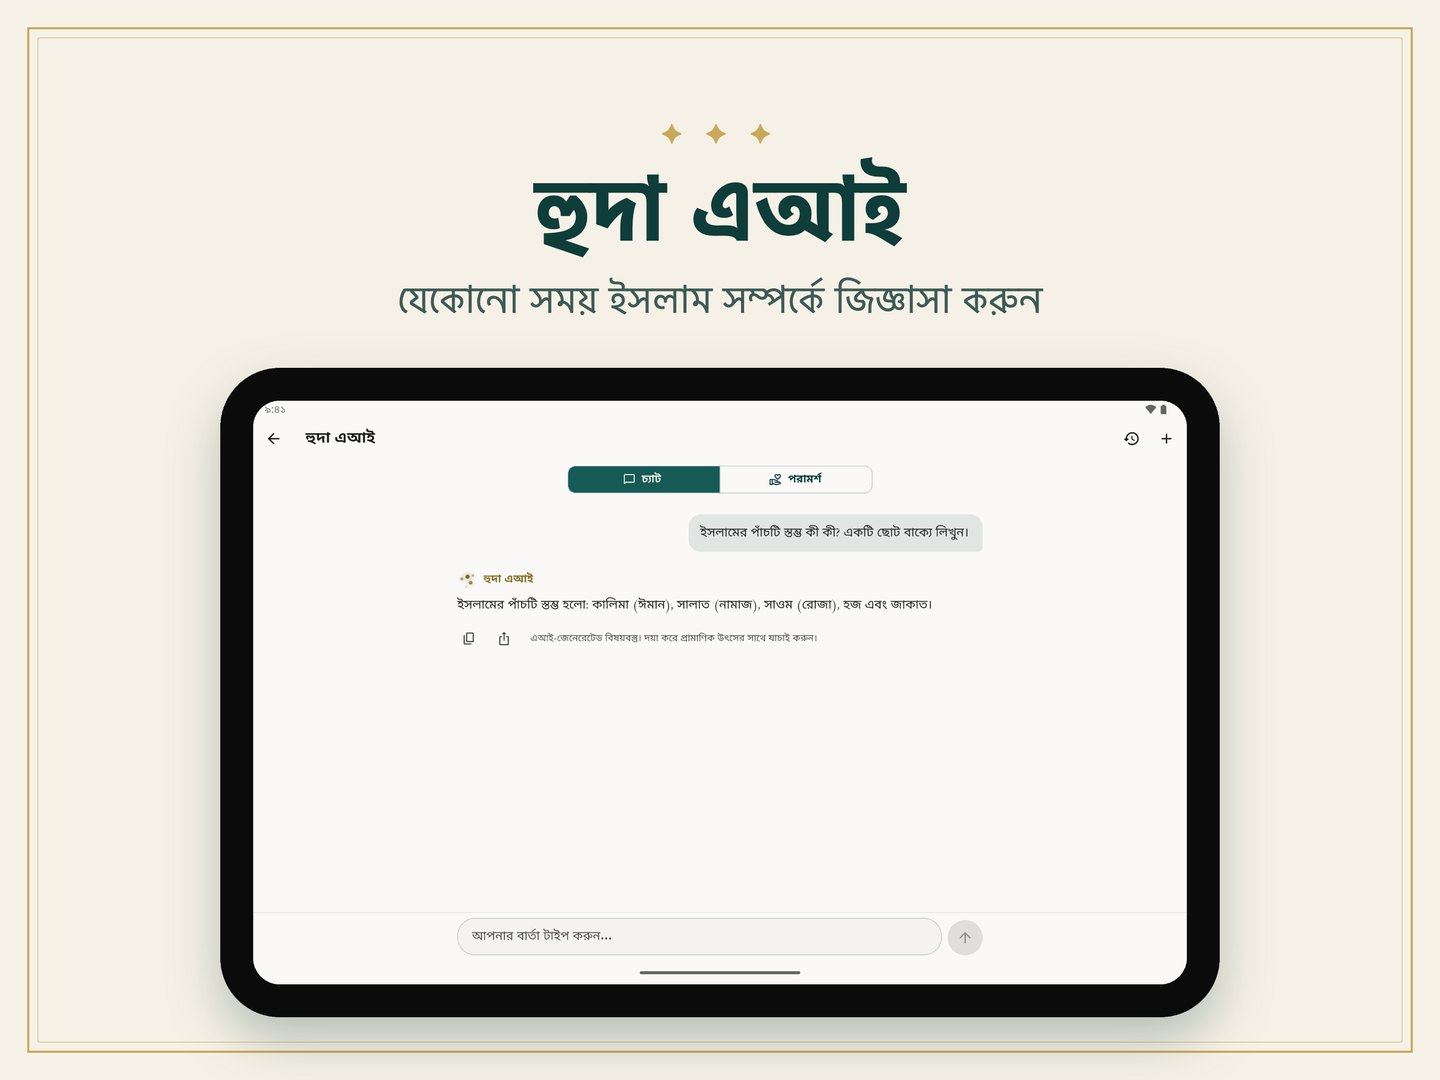 হুদা এআই
যেকোনো সময় ইসলাম সম্পর্কে জিজ্ঞাসা করুন
৯:৪১
হুদা এআই
চ্যাট
পরামর্শ
ইসলামের পাঁচটি স্তম্ভ কী কী? একটি ছোট বাক্যে লিখুন।
হুদা এআই
ইসলামের পাঁচটি স্তম্ভ হলো: কালিমা (ঈমান), সালাত (নামাজ), সাওম (রোজা), হজ এবং জাকাত।
এআই-জেনেরেটেড বিষয়বস্তু। দয়া করে প্রামাণিক উৎসের সাথে যাচাই করুন।
আপনার বার্তা টাইপ করুন...